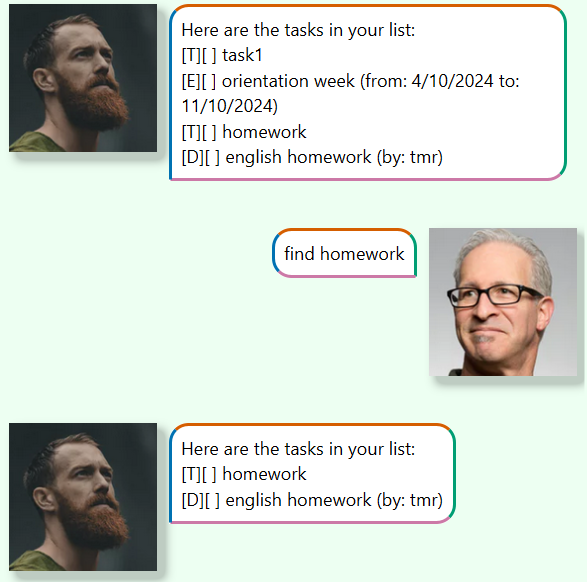 Here are the tasks in your list:
[T][ ] task1
[E][ ] orientation week (from: 4/10/2024 to:
11/10/2024)
[T][ ] homework
[D][ ] english homework (by: tmr)
find homework
Here are the tasks in your list:
[T][ ] homework
[D][ ] english homework (by: tmr)